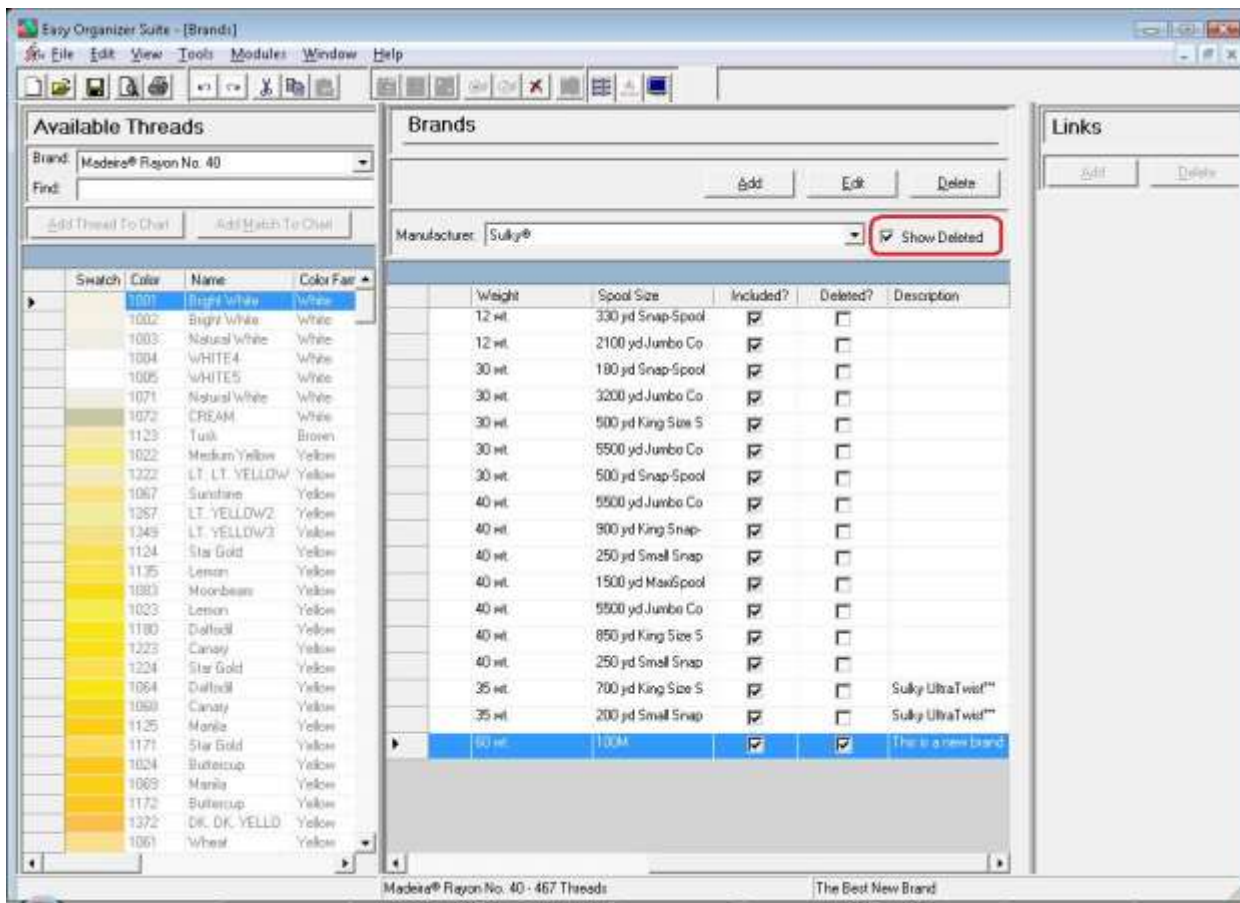 Easy Organizer Suite - [Brands]
File Edit View Tools Modules Window Help
Available Threads
Brand: Madeira® Rayon No. 40
Find:
Add Thread To Chart Add Match To Chart
Swatch Color Name Color Fam
1001 Bright White White
1002 Bright White White
1003 Natural White White
1004 WHITE4 White
1005 WHITE5 White
1071 Natural White White
1072 CREAM White
1123 Tusk Brown
1022 Medium Yellow Yellow
1222 LT. LT. YELLOW Yellow
1067 Sunshine Yellow
1367 LT. YELLOW2 Yellow
1349 LT. YELLOW3 Yellow
1124 Star Gold Yellow
1135 Lemon Yellow
1083 Moonbeam Yellow
1023 Lemon Yellow
1180 Daffodil Yellow
1223 Canary Yellow
1224 Star Gold Yellow
1064 Daffodil Yellow
1068 Canary Yellow
1125 Manila Yellow
1171 Star Gold Yellow
1024 Buttercup Yellow
1069 Manila Yellow
1172 Buttercup Yellow
1372 DK. DK. YELLO Yellow
1061 Wheat Yellow
Brands
Add Edit Delete
Manufacturer: Sulky® Show Deleted
Weight Spool Size Included? Deleted? Description
12 wt. 330 yd Snap-Spool
12 wt. 2100 yd Jumbo Co
30 wt. 180 yd Snap-Spool
30 wt. 3200 yd Jumbo Co
30 wt. 500 yd King Size S
30 wt. 5500 yd Jumbo Co
30 wt. 500 yd Snap-Spool
40 wt. 5500 yd Jumbo Co
40 wt. 900 yd King Snap-
40 wt. 250 yd Small Snap
40 wt. 1500 yd MaxiSpool
40 wt. 5500 yd Jumbo Co
40 wt. 850 yd King Size S
40 wt. 250 yd Small Snap
35 wt. 700 yd King Size S Sulky UltraTwist™
35 wt. 200 yd Small Snap Sulky UltraTwist™
60 wt. 100M This is a new brand
Links
Add Delete
Madeira® Rayon No. 40 - 467 Threads The Best New Brand